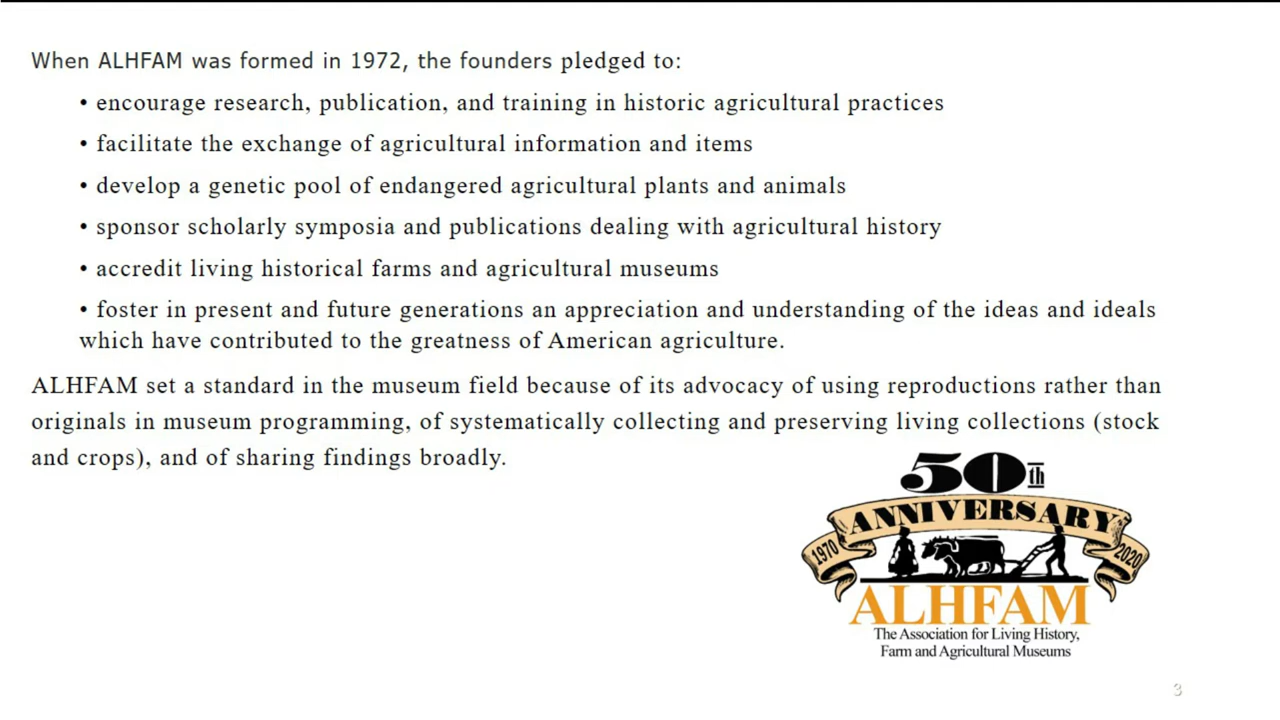 When ALHFAM was formed in 1972, the founders pledged to:
• encourage research, publication, and training in historic agricultural practices
• facilitate the exchange of agricultural information and items
• develop a genetic pool of endangered agricultural plants and animals
• sponsor scholarly symposia and publications dealing with agricultural history
• accredit living historical farms and agricultural museums
• foster in present and future generations an appreciation and understanding of the ideas and ideals
which have contributed to the greatness of American agriculture.
ALHFAM set a standard in the museum field because of its advocacy of using reproductions rather than
originals in museum programming, of systematically collecting and preserving living collections (stock
and crops), and of sharing findings broadly.
50th
ANNIVERSARY
1970
2020
ALHFAM
The Association for Living History,
Farm and Agricultural Museums
3